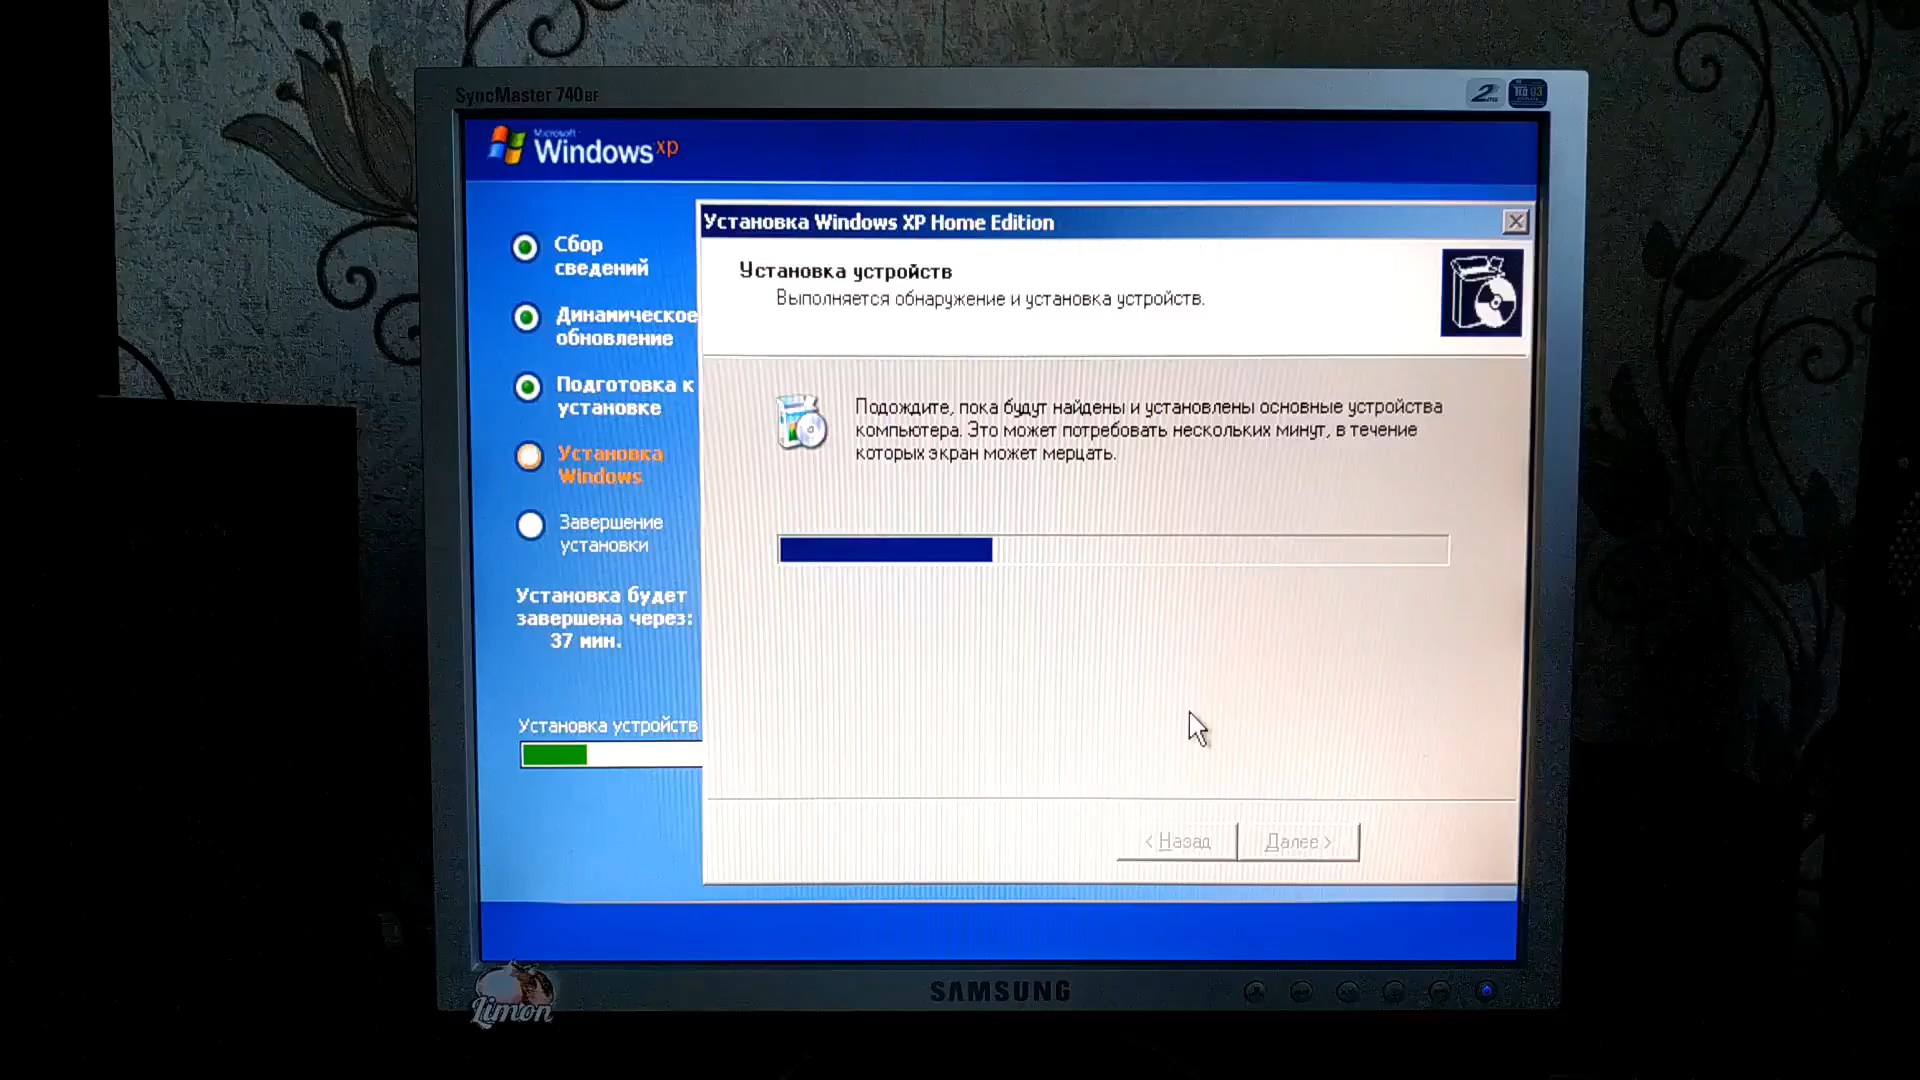 SyncMaster 740BF
2ms
Microsoft
Windows xp
Установка Windows XP Home Edition
Сбор
сведений
Динамическое
обновление
Подготовка к
установке
Установка
Windows
Завершение
установки
Установка будет
завершена через:
37 мин.
Установка устройств
Установка устройств
Выполняется обнаружение и установка устройств.
Подождите, пока будут найдены и установлены основные устройства
компьютера. Это может потребовать нескольких минут, в течение
которых экран может мерцать.
< Назад
Далее >
SAMSUNG
Limon